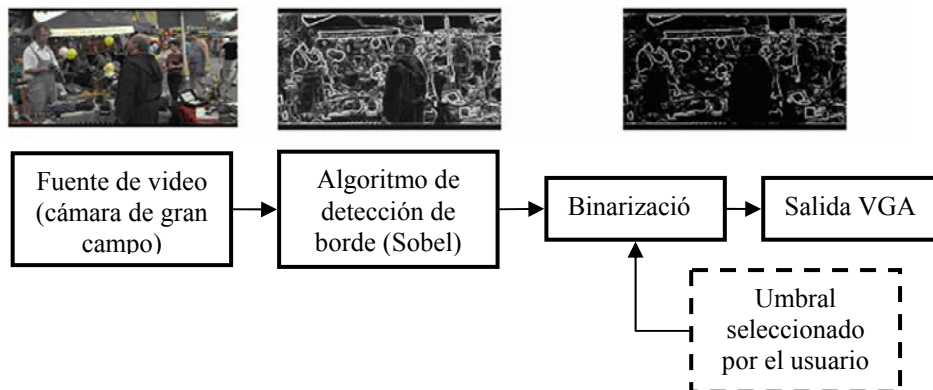 Fuente de video
(cámara de gran
campo)
Algoritmo de
detección de
borde (Sobel)
Binarizació
Salida VGA
Umbral
seleccionado
por el usuario